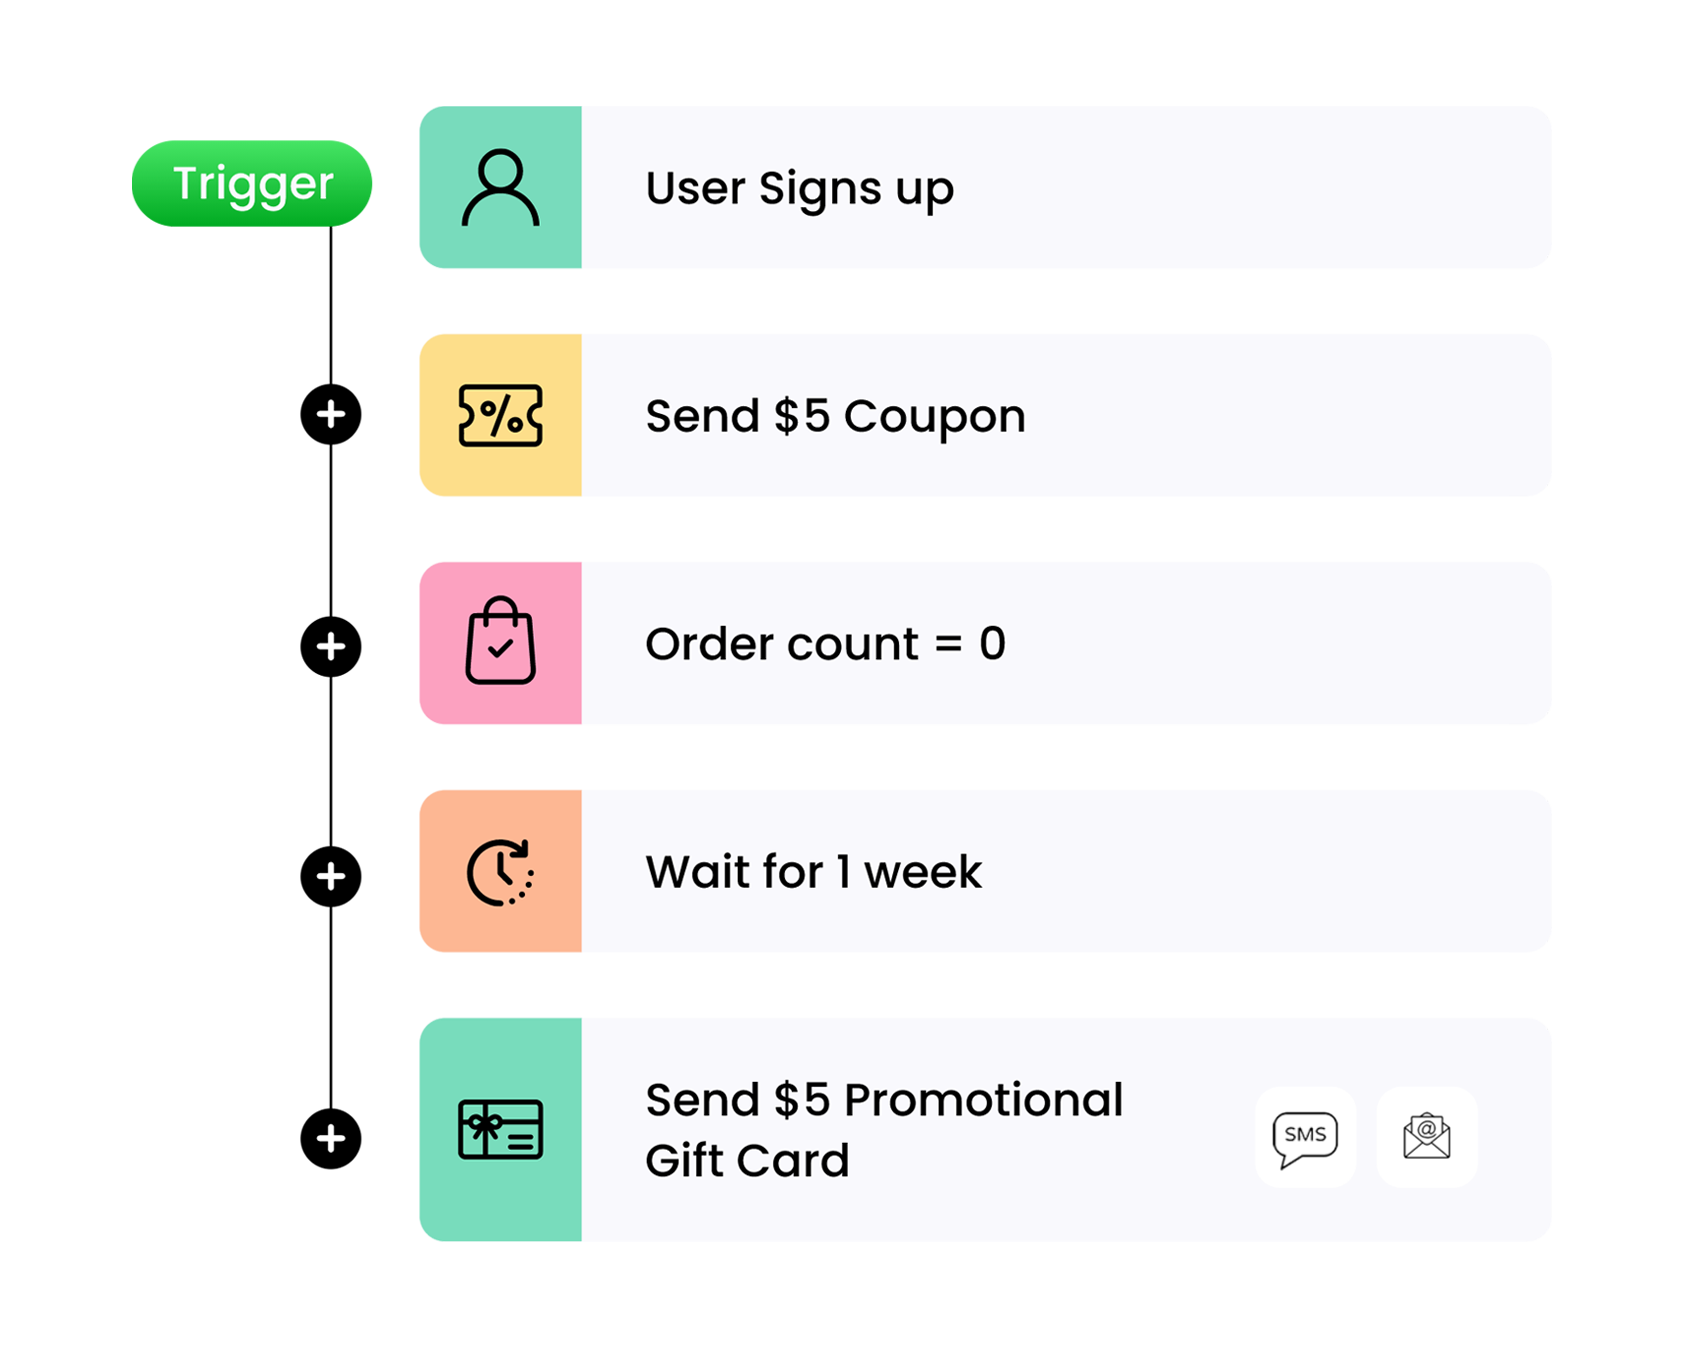 Trigger
User Signs up
Send $5 Coupon
Order count = 0
Wait for 1 week
Send $5 Promotional
Gift Card
SMS
@